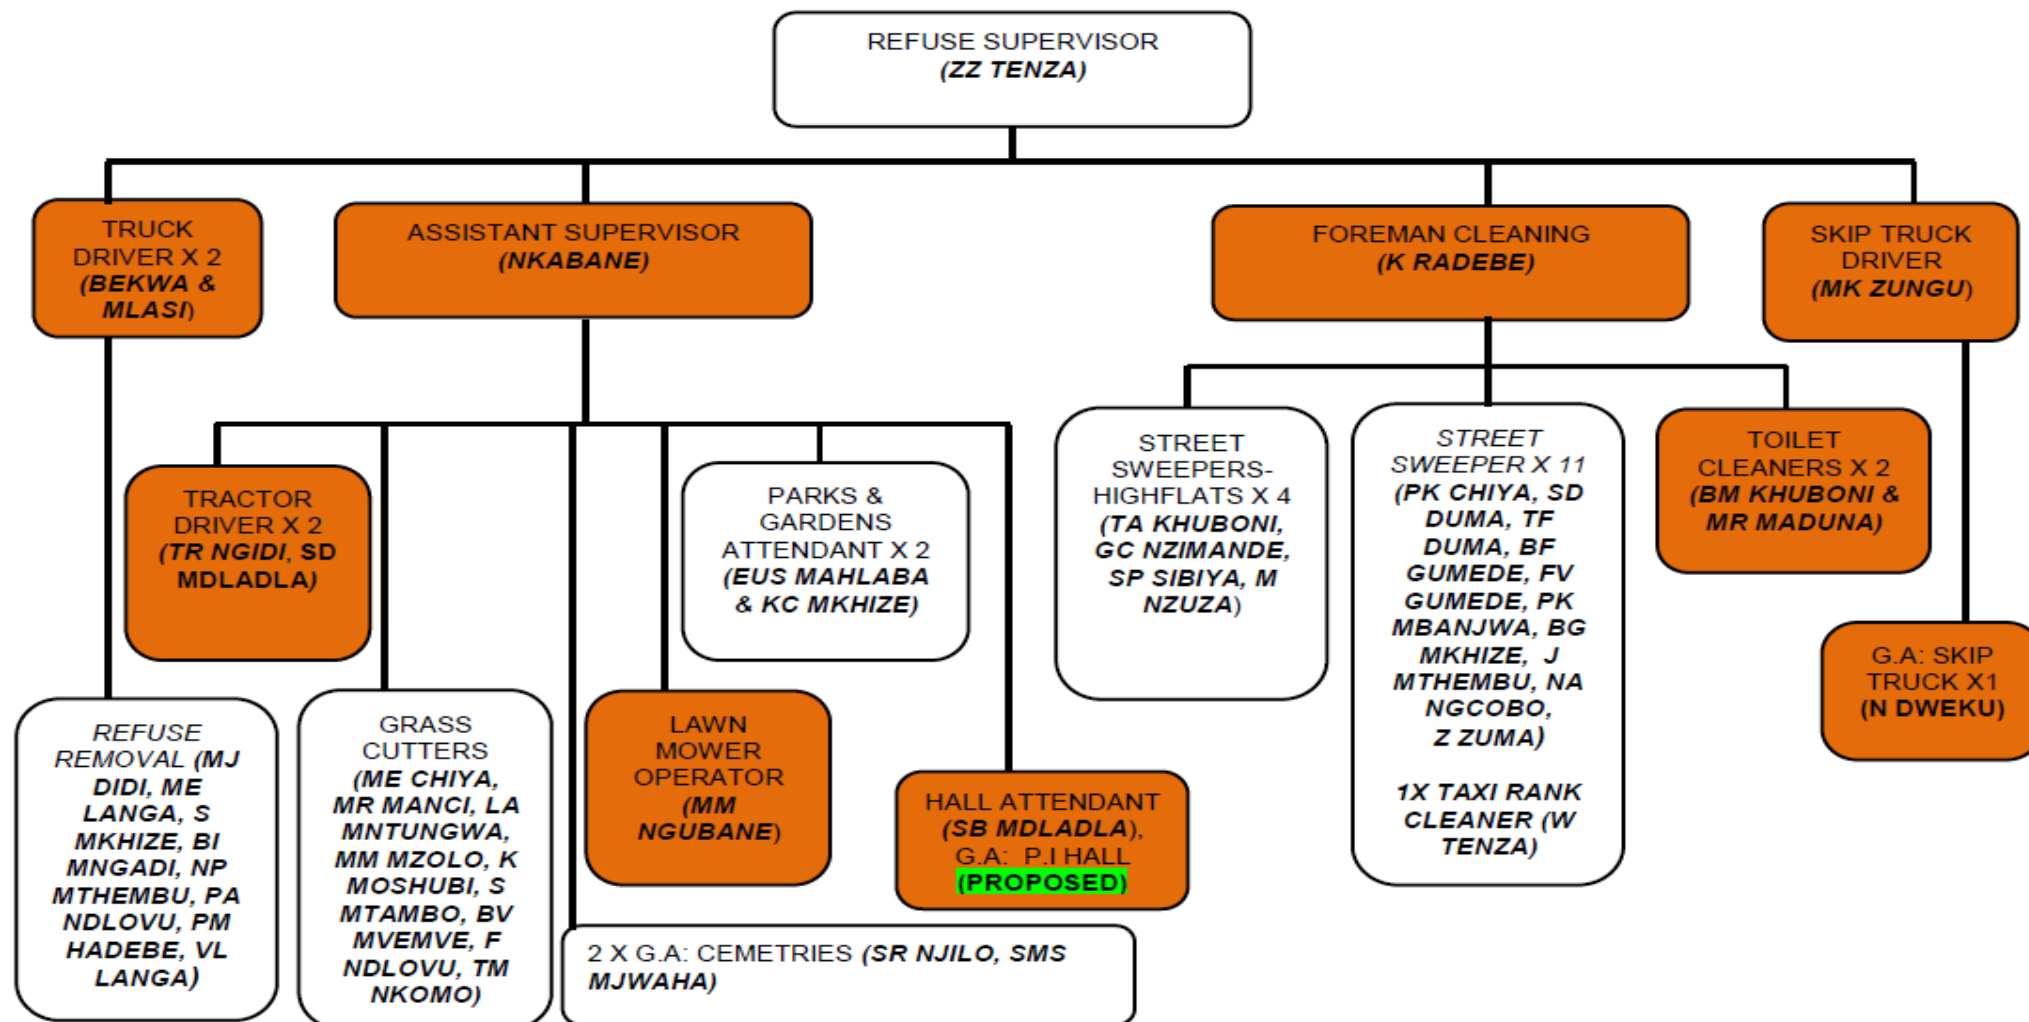 REFUSE SUPERVISOR
(ZZ TENZA)
TRUCK
DRIVER X 2
(BEKWA &
MLASI)
ASSISTANT SUPERVISOR
(NKABANE)
FOREMAN CLEANING
(K RADEBE)
SKIP TRUCK
DRIVER
(MK ZUNGU)
TRACTOR
DRIVER X 2
(TR NGIDI, SD
MDLADLA)
PARKS &
GARDENS
ATTENDANT X 2
(EUS MAHLABA
& KC MKHIZE)
STREET
SWEEPERS-
HIGHFLATS X 4
(TA KHUBONI,
GC NZIMANDE,
SP SIBIYA, M
NZUZA)
STREET
SWEEPER X 11
(PK CHIYA, SD
DUMA, TF
DUMA, BF
GUMEDE, FV
GUMEDE, PK
MBANJWA, BG
MKHIZE, J
MTHEMBU, NA
NGCOBO,
Z ZUMA)
1X TAXI RANK
CLEANER (W
TENZA)
TOILET
CLEANERS X 2
(BM KHUBONI &
MR MADUNA)
G.A: SKIP
TRUCK X1
(N DWEKU)
REFUSE
REMOVAL (MJ
DIDI, ME
LANGA, S
MKHIZE, BI
MNGADI, NP
MTHEMBU, PA
NDLOVU, PM
HADEBE, VL
LANGA)
GRASS
CUTTERS
(ME CHIYA,
MR MANCI, LA
MNTUNGWA,
MM MZOLO, K
MOSHUBI, S
MTAMBO, BV
MVEMVE, F
NDLOVU, TM
NKOMO)
LAWN
MOWER
OPERATOR
(MM
NGUBANE)
HALL ATTENDANT
(SB MDLADLA),
G.A: P.I HALL
(PROPOSED)
2 X G.A: CEMETRIES (SR NJILO, SMS
MJWAHA)